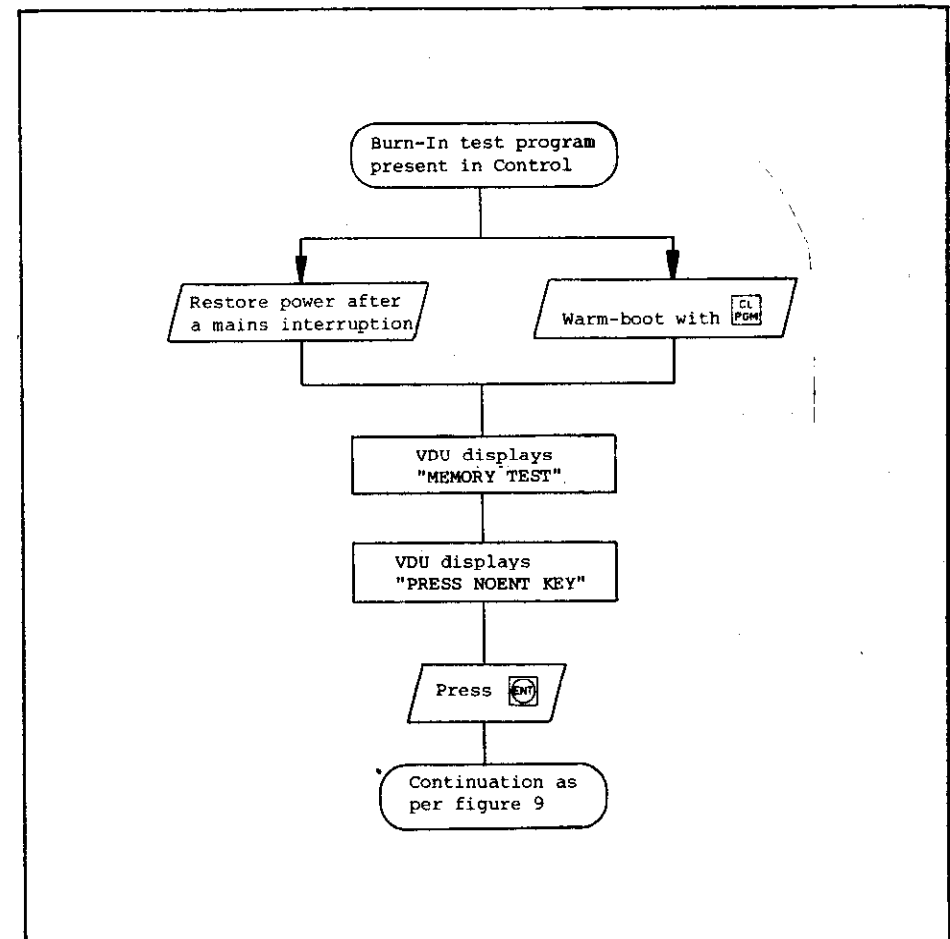 Burn-In test program
present in Control
Restore power after
a mains interruption
Warm-boot with CL
PGM
VDU displays
"MEMORY TEST"
VDU displays
"PRESS NOENT KEY"
Press ENT
Continuation as
per figure 9